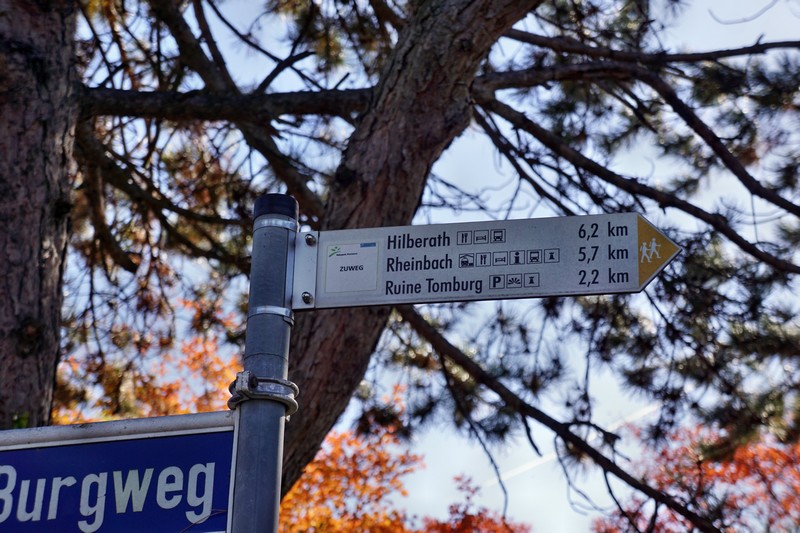 Hilberath 6,2 km
ZUWEG
Rheinbach 5,7 km
P
Ruine Tomburg 2,2 km
Burgweg